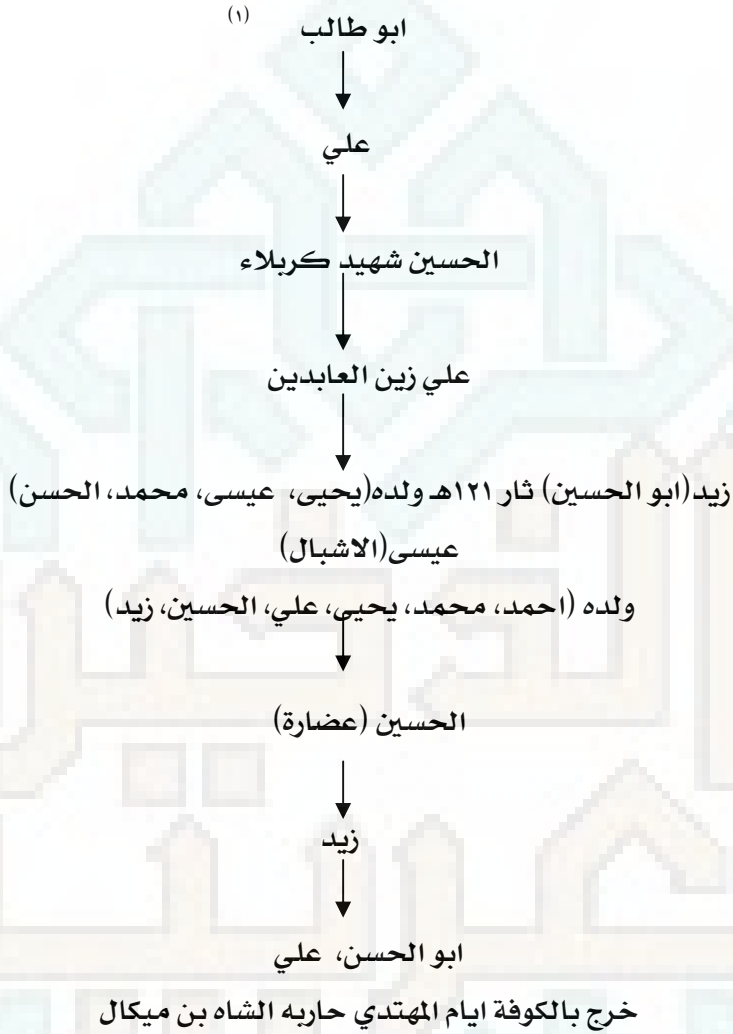 ابو طالب (١)
علي
الحسين شهيد كربلاء
علي زين العابدين
زيد(ابو الحسين) ثار ١٢١هـ ولده(يحيى، عيسى، محمد، الحسن)
عيسى(الاشبال)
ولده (احمد، محمد، يحيى، علي، الحسين، زيد)
الحسين (عضارة)
زيد
ابو الحسن، علي
خرج بالكوفة ايام المهتدي حاربه الشاه بن ميكال